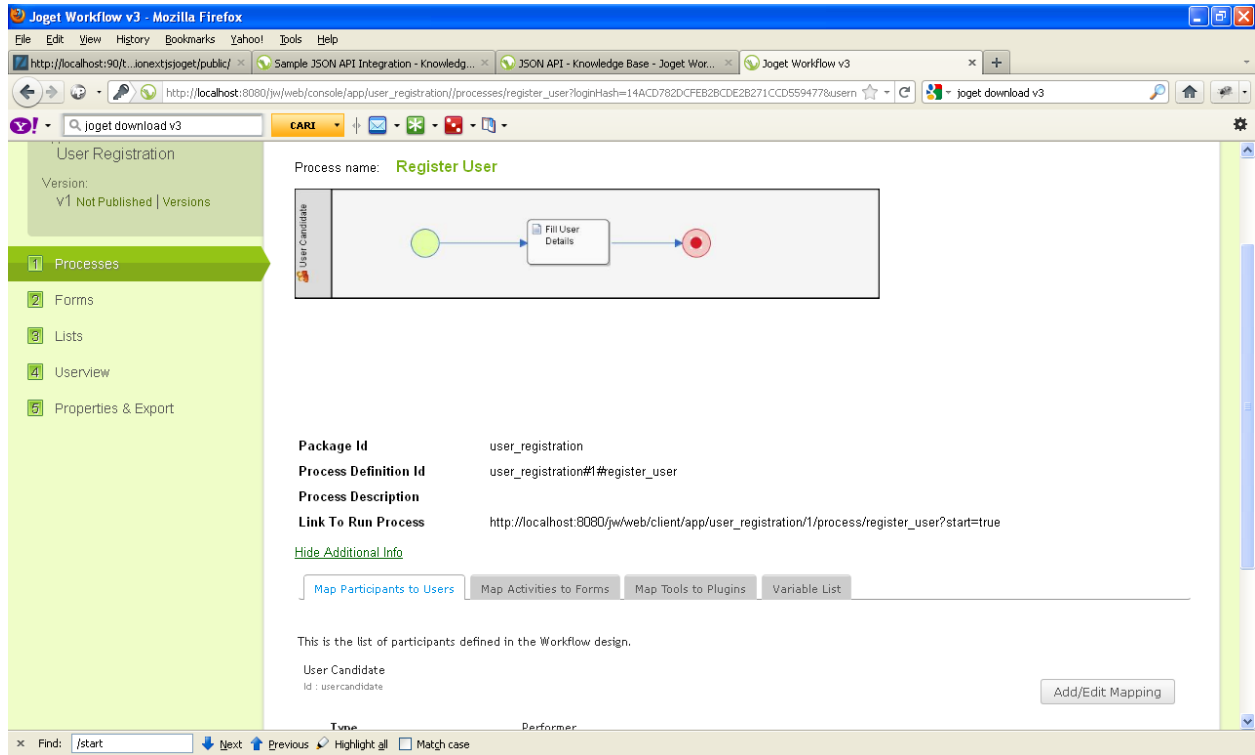 Joget Workflow v3 - Mozilla Firefox
File Edit View History Bookmarks Yahoo! Tools Help
http://localhost:90/t...ionextjsjoget/public/ Sample JSON API Integration - Knowledg... JSON API - Knowledge Base - Joget Wor... Joget Workflow v3
http://localhost:8080/jw/web/console/app/user_registration//processes/register_user?loginHash=14ACD782DCFEB2BCDE2B271CCD559477&usern joget download v3
joget download v3 CARI
User Registration
Version:
v1 Not Published | Versions
1 Processes
2 Forms
3 Lists
4 Userview
5 Properties & Export
Process name: Register User
User Candidate
Fill User
Details
Package Id user_registration
Process Definition Id user_registration#1#register_user
Process Description
Link To Run Process http://localhost:8080/jw/web/client/app/user_registration/1/process/register_user?start=true
Hide Additional Info
Map Participants to Users Map Activities to Forms Map Tools to Plugins Variable List
This is the list of participants defined in the Workflow design.
User Candidate
Id : usercandidate
Add/Edit Mapping
Type Performer
Find: /start Next Previous Highlight all Match case